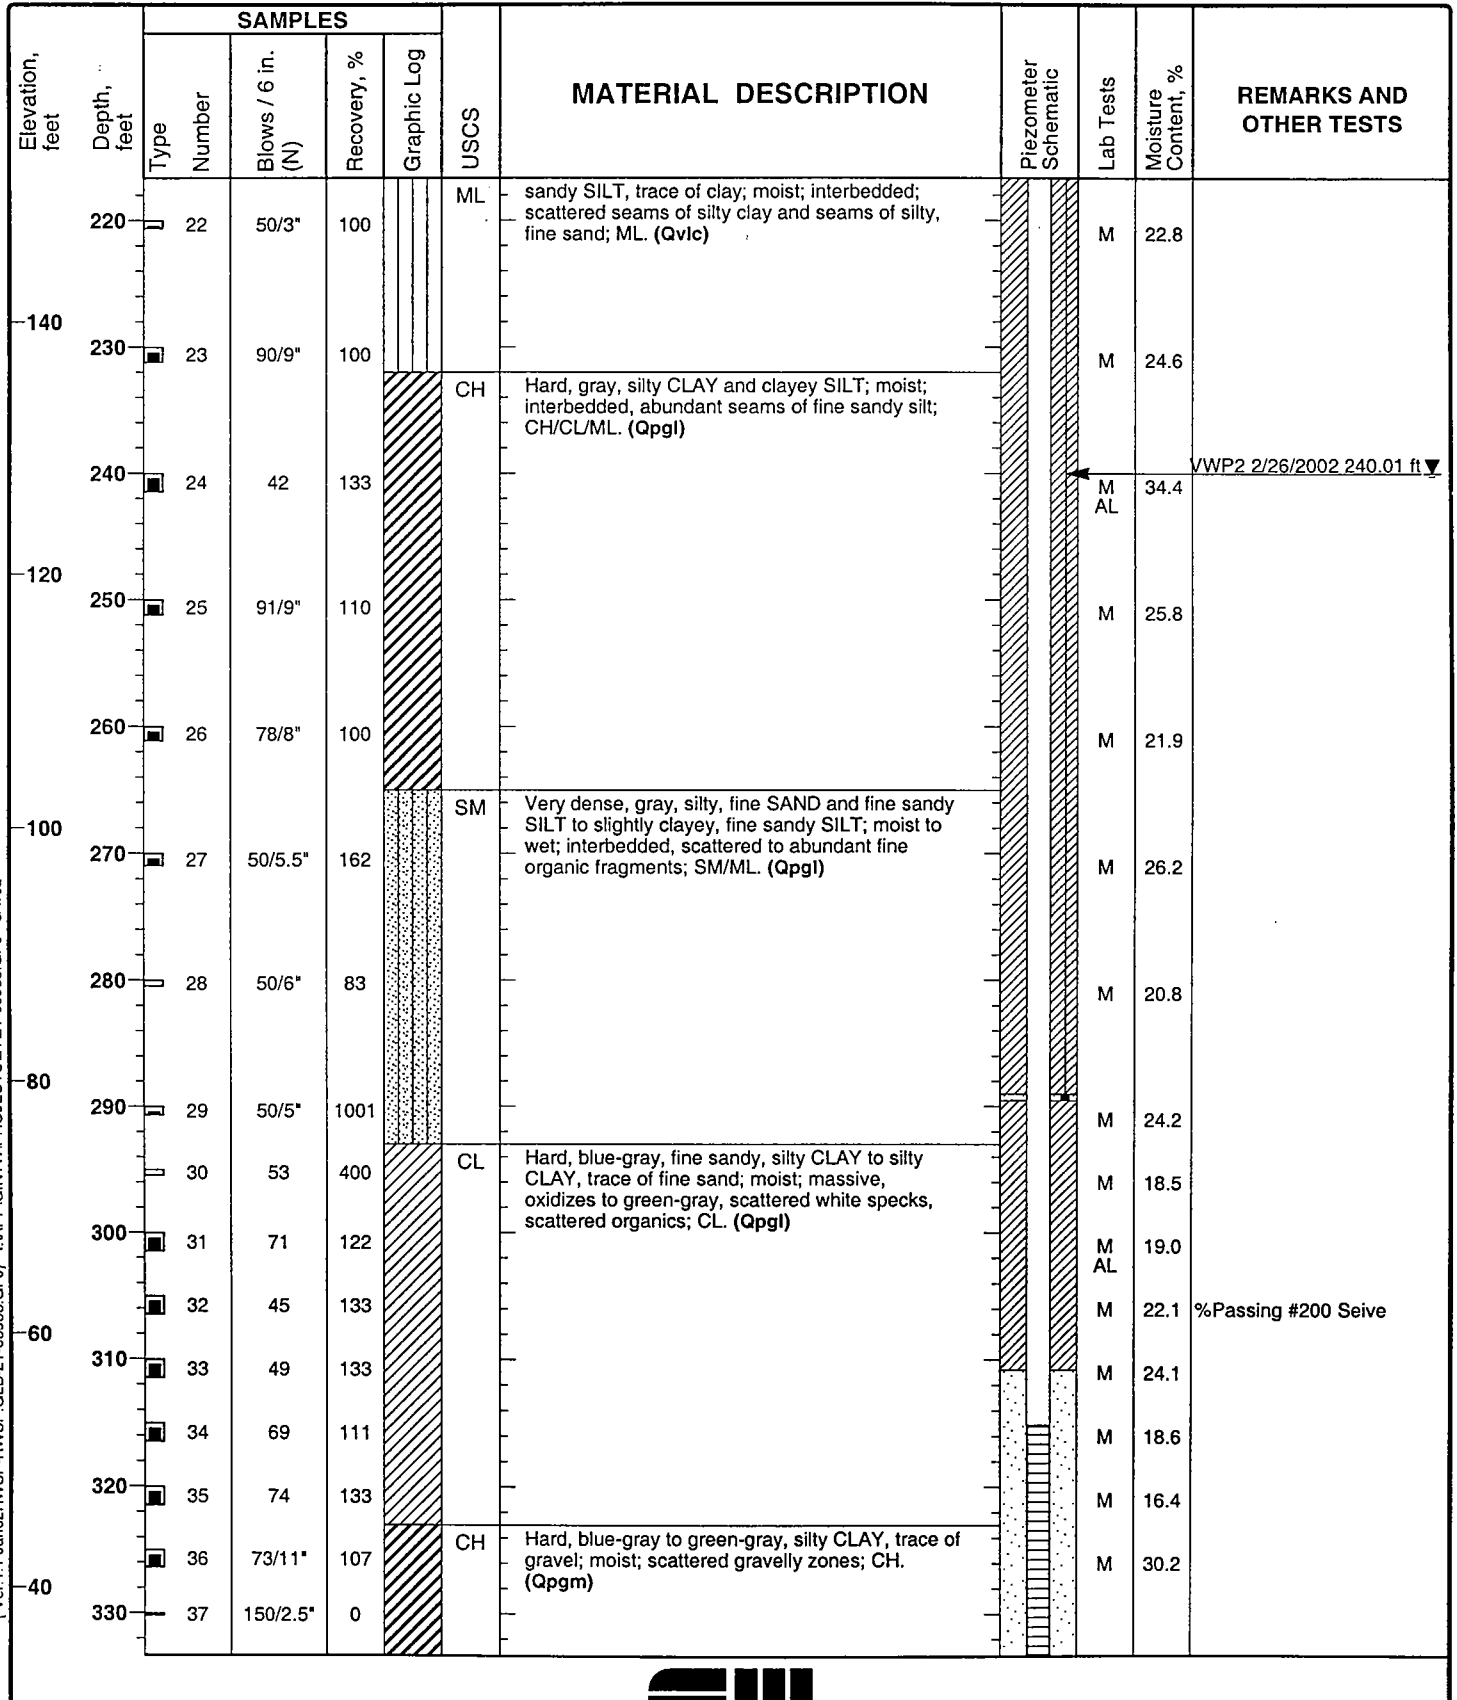 SAMPLES
Elevation, feet
Depth, feet
Type
Number
Blows / 6 in. (N)
Recovery, %
Graphic Log
USCS
MATERIAL DESCRIPTION
Piezometer Schematic
Lab Tests
Moisture Content, %
REMARKS AND
OTHER TESTS
ML sandy SILT, trace of clay; moist; interbedded;
scattered seams of silty clay and seams of silty,
fine sand; ML. (Qvlc)
220 22 50/3" 100 M 22.8
140
230 23 90/9" 100 M 24.6
CH Hard, gray, silty CLAY and clayey SILT; moist;
interbedded, abundant seams of fine sandy silt;
CH/CL/ML. (Qpgl)
VWP2 2/26/2002 240.01 ft
240 24 42 133 M 34.4
AL
120
250 25 91/9" 110 M 25.8
260 26 78/8" 100 M 21.9
SM Very dense, gray, silty, fine SAND and fine sandy
SILT to slightly clayey, fine sandy SILT; moist to
wet; interbedded, scattered to abundant fine
organic fragments; SM/ML. (Qpgl)
100
270 27 50/5.5" 162 M 26.2
280 28 50/6" 83 M 20.8
80
290 29 50/5" 1001 M 24.2
CL Hard, blue-gray, fine sandy, silty CLAY to silty
CLAY, trace of fine sand; moist; massive,
oxidizes to green-gray, scattered white specks,
scattered organics; CL. (Qpgl)
30 53 400 M 18.5
300 31 71 122 M 19.0
AL
32 45 133 M 22.1 %Passing #200 Seive
60
310 33 49 133 M 24.1
34 69 111 M 18.6
320 35 74 133 M 16.4
CH Hard, blue-gray to green-gray, silty CLAY, trace of
gravel; moist; scattered gravelly zones; CH.
(Qpgm)
36 73/11" 107 M 30.2
40
330 37 150/2.5" 0